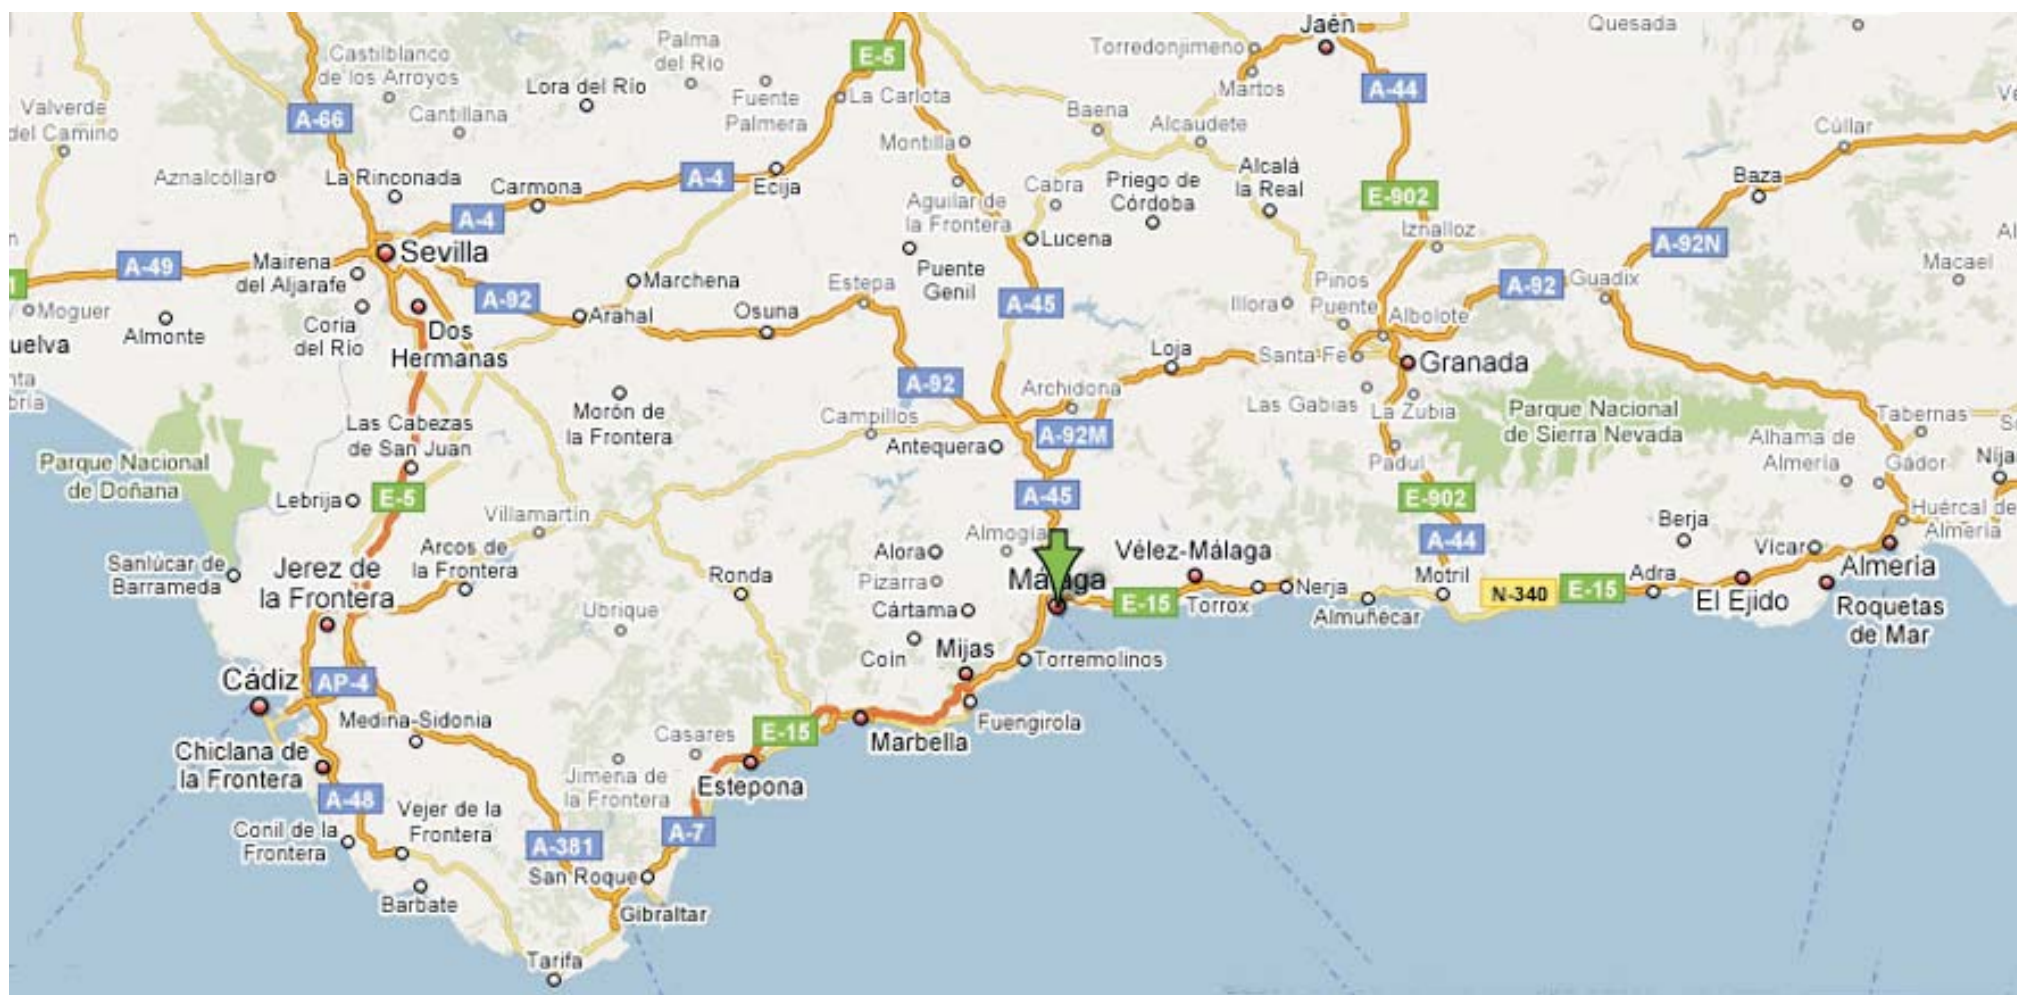 Jaén
Quesada
Palma
del Río
Torredonjimeno
E-5
Castilblanco
de los Arroyos
Lora del Río
Fuente
Palmera
La Carlota
Martos
A-44
Valverde
del Camino
A-66
Cantillana
Baena
Alcaudete
Cúllar
Montilla
Aznalcóllar
La Rinconada
Carmona
A-4
Ecija
Cabra
Priego de
Córdoba
Alcalá
la Real
Baza
E-902
Aguilar de
la Frontera
A-4
Iznalloz
A-92N
Lucena
Sevilla
A-49
Mairena
del Aljarafe
Marchena
Estepa
Puente
Genil
Pinos
Puente
A-92
Guadix
Macael
Moguer
Almonte
Coria
del Río
Dos
Hermanas
A-92
Arahal
Osuna
A-45
Illora
Albolote
uelva
Loja
Santa Fe
Granada
A-92
Archidona
Las Gabias
La Zubia
Parque Nacional
de Sierra Nevada
Tabernas
Morón de
la Frontera
Campillos
Las Cabezas
de San Juan
Antequera
A-92M
Alhama de
Almería
Padul
Gádor
Parque Nacional
de Doñana
Lebrija
E-5
A-45
E-902
Huércal de
Almería
Villamartín
Almogía
A-44
Berja
Sanlúcar de
Barrameda
Jerez de
la Frontera
Arcos de
la Frontera
Ronda
Alora
Pizarra
Cártama
Málaga
Vélez-Málaga
E-15
Torrox
Nerja
Almuñécar
Motril
N-340
E-15
Adra
Vícar
El Ejido
Almería
Roquetas
de Mar
Ubrique
Coín
Mijas
Torremolinos
Cádiz
AP-4
Medina-Sidonia
Fuengirola
Casares
E-15
Marbella
Chiclana de
la Frontera
Jimena de
la Frontera
Estepona
A-48
Vejer de la
Frontera
Conil de la
Frontera
A-381
A-7
San Roque
Barbate
Gibraltar
Tarifa